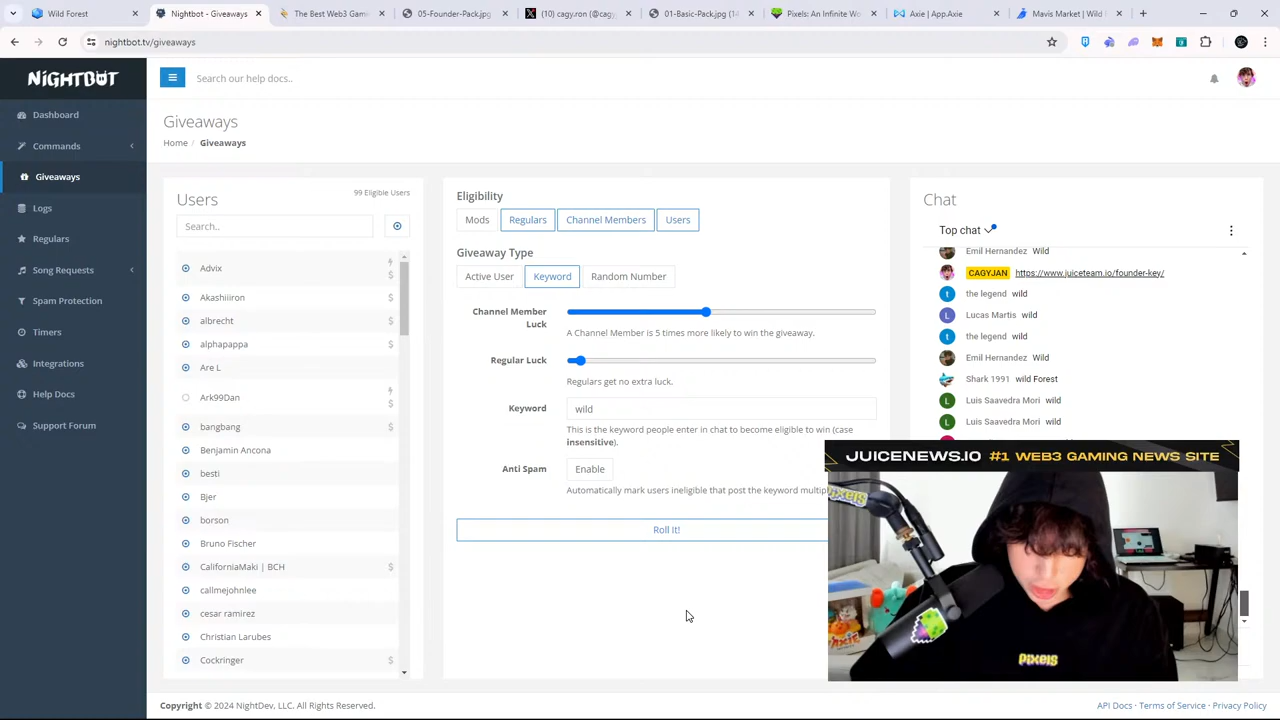 Wild Forest
Nightbot - Giveaways
The Best Web3 Game
05-Founder-Pack.jpg
(10) cagy.ron
01-Basic-Pack.jpg (14
Pixels: An Infinite W
Axie | App.Axie
Mavis Market | Wild
nightbot.tv/giveaways
NiGHTBOT
Search our help docs..
Dashboard
Commands
Giveaways
Logs
Regulars
Song Requests
Spam Protection
Timers
Integrations
Help Docs
Support Forum
Giveaways
Home / Giveaways
Users
99 Eligible Users
Search..
Advix
$
Akashiiiron
$
albrecht
$
alphapappa
$
Are L
Ark99Dan
$
bangbang
$
Benjamin Ancona
besti
Bjer
borson
Bruno Fischer
CaliforniaMaki | BCH
$
callmejohnlee
cesar ramirez
Christian Larubes
Cockringer
$
Eligibility
Mods
Regulars
Channel Members
Users
Giveaway Type
Active User
Keyword
Random Number
Channel Member
Luck
A Channel Member is 5 times more likely to win the giveaway.
Regular Luck
Regulars get no extra luck.
Keyword
wild
This is the keyword people enter in chat to become eligible to win (case
insensitive).
Anti Spam
Enable
Automatically mark users ineligible that post the keyword multip
Roll It!
Chat
Top chat
Emil Hernandez Wild
CAGYJAN https://www.juiceteam.io/founder-key/
t the legend wild
L Lucas Martis wild
t the legend wild
Emil Hernandez Wild
Shark 1991 wild Forest
L Luis Saavedra Mori wild
L Luis Saavedra Mori wild
JUICENEWS.IO #1 WEB3 GAMING NEWS SITE
pixels
PIXELS
Copyright © 2024 NightDev, LLC. All Rights Reserved.
API Docs · Terms of Service · Privacy Policy